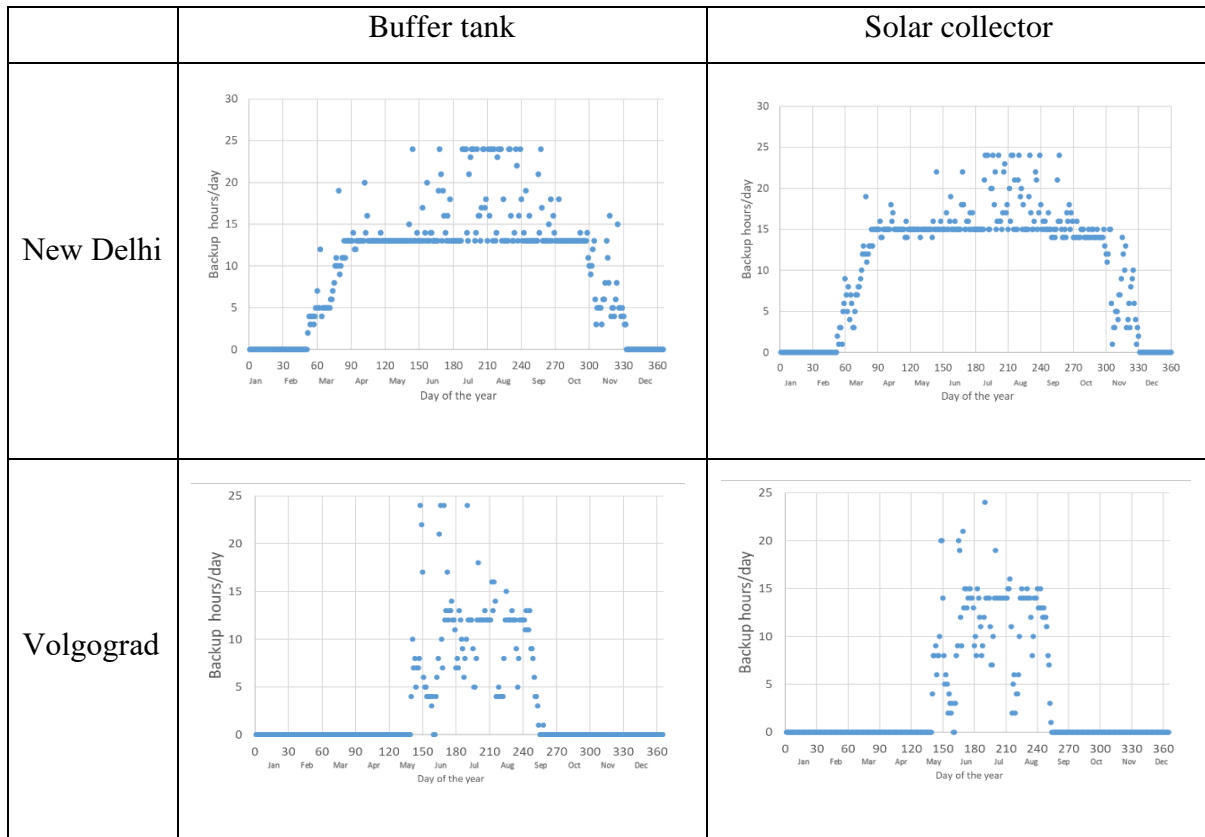 Buffer tank
Solar collector
New Delhi
Backup hours/day
30
25
20
15
10
5
0
0 30 60 90 120 150 180 210 240 270 300 330 360
Jan Feb Mar Apr May Jun Jul Aug Sep Oct Nov Dec
Day of the year
Backup hours/day
30
25
20
15
10
5
0
0 30 60 90 120 150 180 210 240 270 300 330 360
Jan Feb Mar Apr May Jun Jul Aug Sep Oct Nov Dec
Day of the year
Volgograd
Backup hours/day
25
20
15
10
5
0
0 30 60 90 120 150 180 210 240 270 300 330 360
Jan Feb Mar Apr May Jun Jul Aug Sep Oct Nov Dec
Day of the year
Backup hours/day
25
20
15
10
5
0
0 30 60 90 120 150 180 210 240 270 300 330 360
Jan Feb Mar Apr May Jun Jul Aug Sep Oct Nov Dec
Day of the year